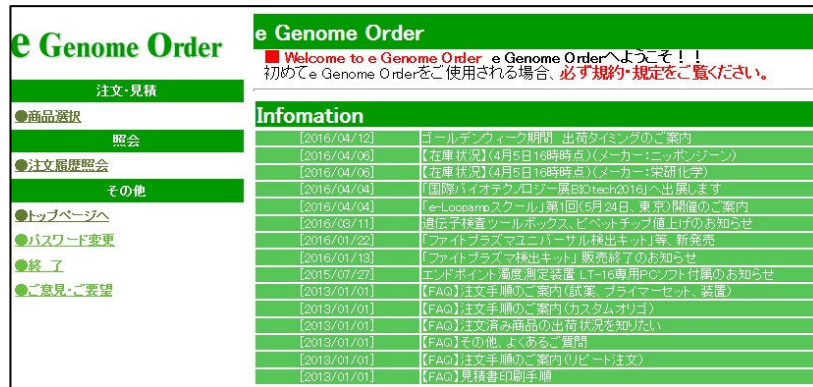 e Genome Order
注文・見積
●商品選択
照会
●注文履歴照会
その他
●トップページへ
●パスワード変更
●終 了
●ご意見・ご要望
e Genome Order
■ Welcome to e Genome Order e Genome Orderへようこそ！！
初めてe Genome Orderをご使用される場合、必ず規約・規定をご覧ください。
Infomation
[2016/04/12] ゴールデンウィーク期間 出荷タイミングのご案内
[2016/04/06] 【在庫状況】(4月5日16時時点)(メーカー:ニッポンジーン)
[2016/04/06] 【在庫状況】(4月5日16時時点)(メーカー:栄研化学)
[2016/04/04] 「国際バイオテクノロジー展BIOtech2016」へ出展します
[2016/04/04] 「e-Loopampスクール」第1回(5月24日、東京)開催のご案内
[2016/03/11] 遺伝子検査ツールボックス、ピペットチップ値上げのお知らせ
[2016/01/22] 「ファイトプラズマユニバーサル検出キット」等、新発売
[2016/01/13] 「ファイトプラズマ検出キット」販売終了のお知らせ
[2015/07/27] エンドポイント濁度測定装置 LT-16専用PCソフト付属のお知らせ
[2013/01/01] 【FAQ】注文手順のご案内(試薬、プライマーセット、装置)
[2013/01/01] 【FAQ】注文手順のご案内(カスタムオリゴ)
[2013/01/01] 【FAQ】注文済み商品の出荷状況を知りたい
[2013/01/01] 【FAQ】その他、よくあるご質問
[2013/01/01] 【FAQ】注文手順のご案内(リピート注文)
[2013/01/01] 【FAQ】見積書印刷手順